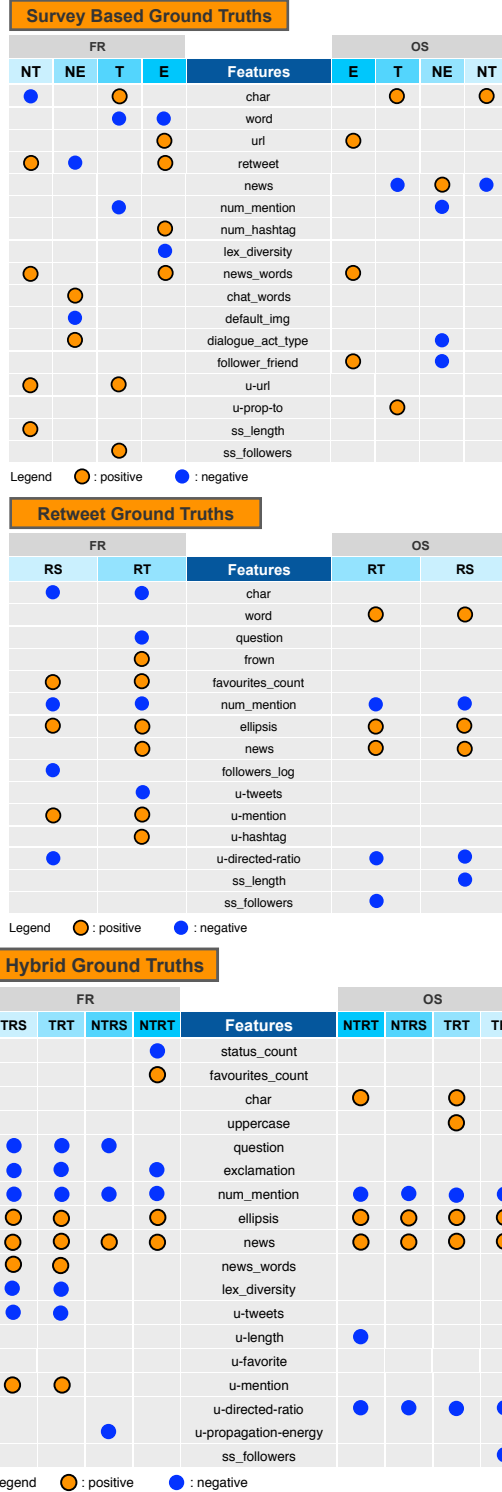 Survey Based Ground Truths
FR OS
NT NE T E Features E T NE NT
char
word
url
retweet
news
num_mention
num_hashtag
lex_diversity
news_words
chat_words
default_img
dialogue_act_type
follower_friend
u-url
u-prop-to
ss_length
ss_followers
Legend : positive : negative
Retweet Ground Truths
FR OS
RS RT Features RT RS
char
word
question
frown
favourites_count
num_mention
ellipsis
news
followers_log
u-tweets
u-mention
u-hashtag
u-directed-ratio
ss_length
ss_followers
Legend : positive : negative
Hybrid Ground Truths
FR OS
TRS TRT NTRS NTRT Features NTRT NTRS TRT
status_count
favourites_count
char
uppercase
question
exclamation
num_mention
ellipsis
news
news_words
lex_diversity
u-tweets
u-length
u-favorite
u-mention
u-directed-ratio
u-propagation-energy
ss_followers
egend : positive : negative